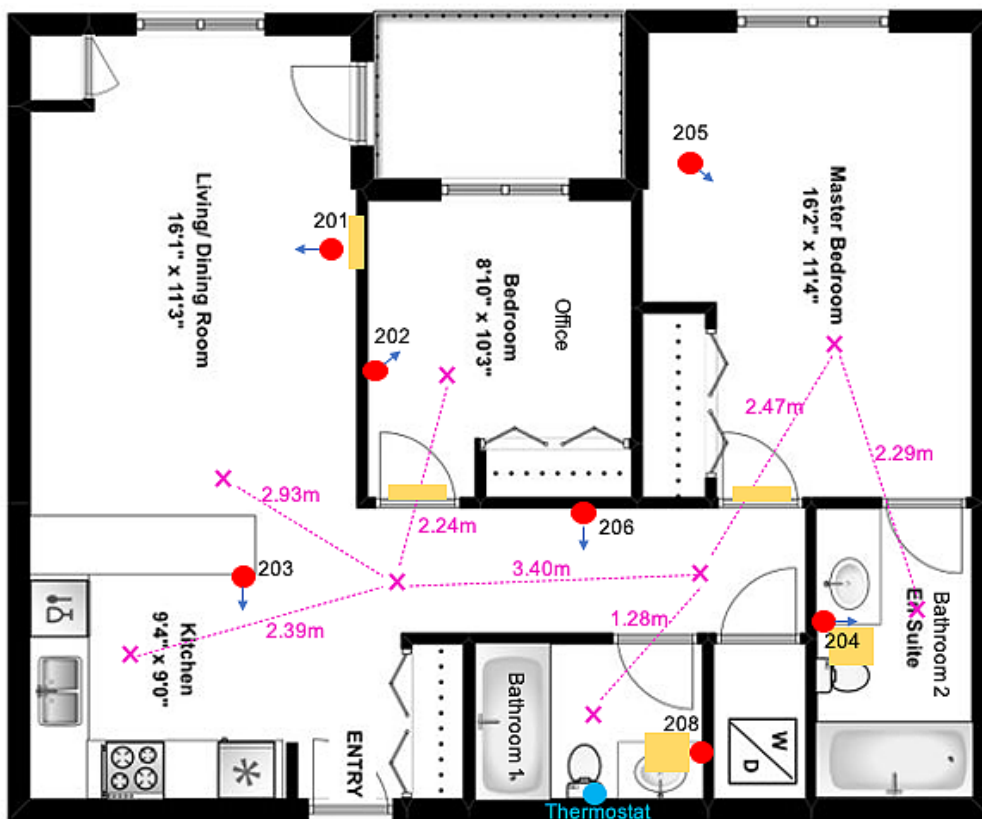 205
Living/ Dining Room
16'1" x 11'3"
201
Bedroom
8'10" x 10'3"
Office
Master Bedroom
16'2" x 11'4"
202
2.47m
2.29m
2.93m
2.24m
206
203
3.40m
1.28m
2.39m
Kitchen
9'4" x 9'0"
204
Bathroom 2
En Suite
Bathroom 1
208
ENTRY
W
D
Thermostat